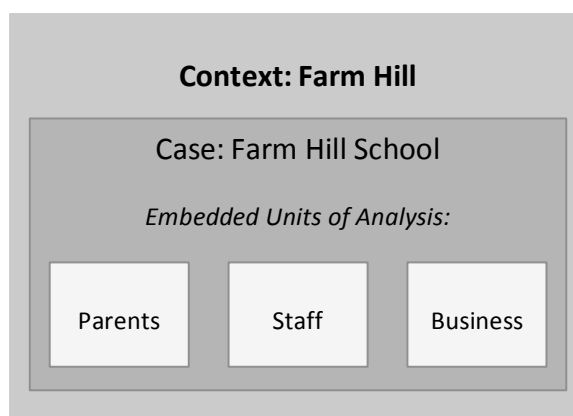 Context: Farm Hill
Case: Farm Hill School
Embedded Units of Analysis:
Parents
Staff
Business